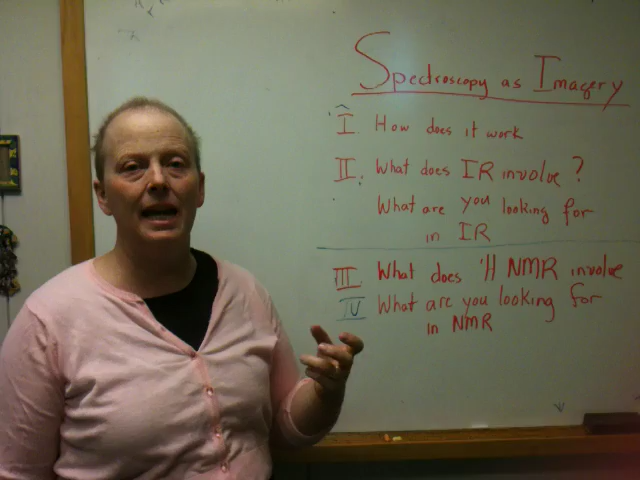 Spectroscopy as Imagery
I How does it work
II. What does IR involve?
What are you looking for
in IR
III What does 'H NMR involve
IV What are you looking for
in NMR